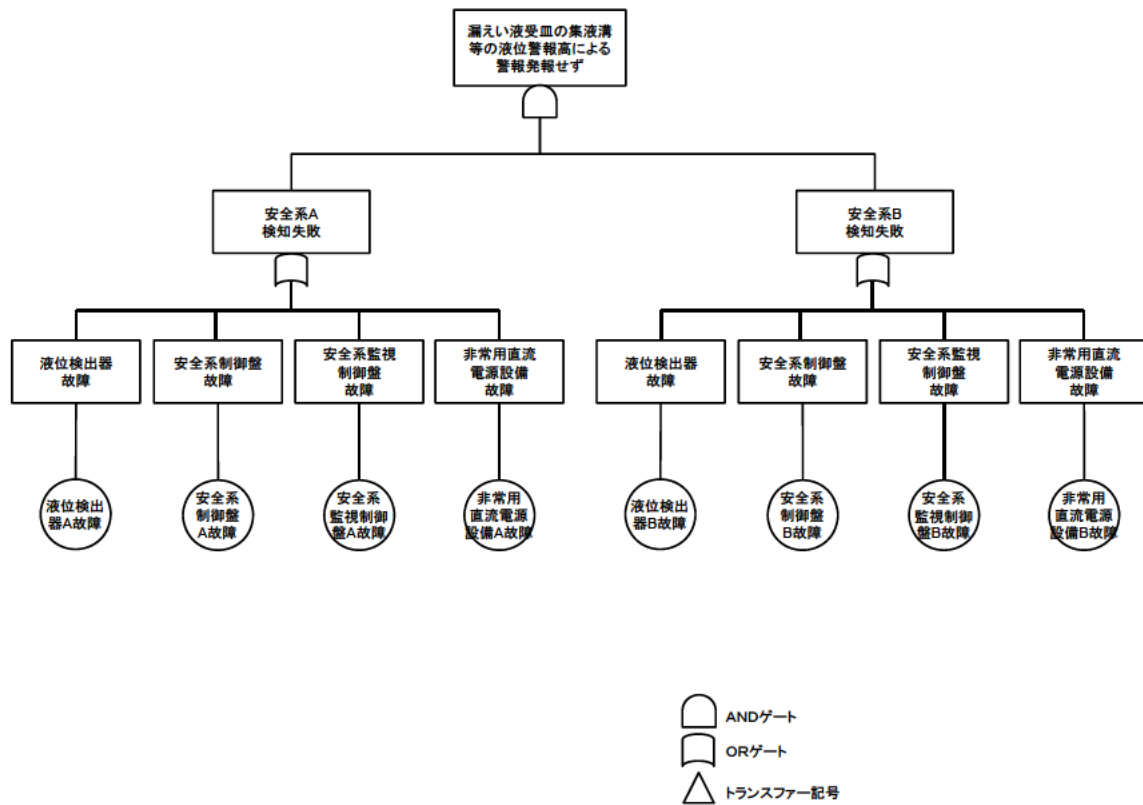 漏えい液受皿の集液溝
等の液位警報高による
警報発報せず
安全系A
検知失敗
安全系B
検知失敗
液位検出器
故障
安全系制御盤
故障
安全系監視
制御盤
故障
非常用直流
電源設備
故障
液位検出器
故障
安全系制御盤
故障
安全系監視
制御盤
故障
非常用直流
電源設備
故障
液位検出
器A故障
安全系
制御盤
A故障
安全系
監視制御
盤A故障
非常用
直流電源
設備A故障
液位検出
器B故障
安全系
制御盤
B故障
安全系
監視制御
盤B故障
非常用
直流電源
設備B故障
ANDゲート
ORゲート
トランスファー記号